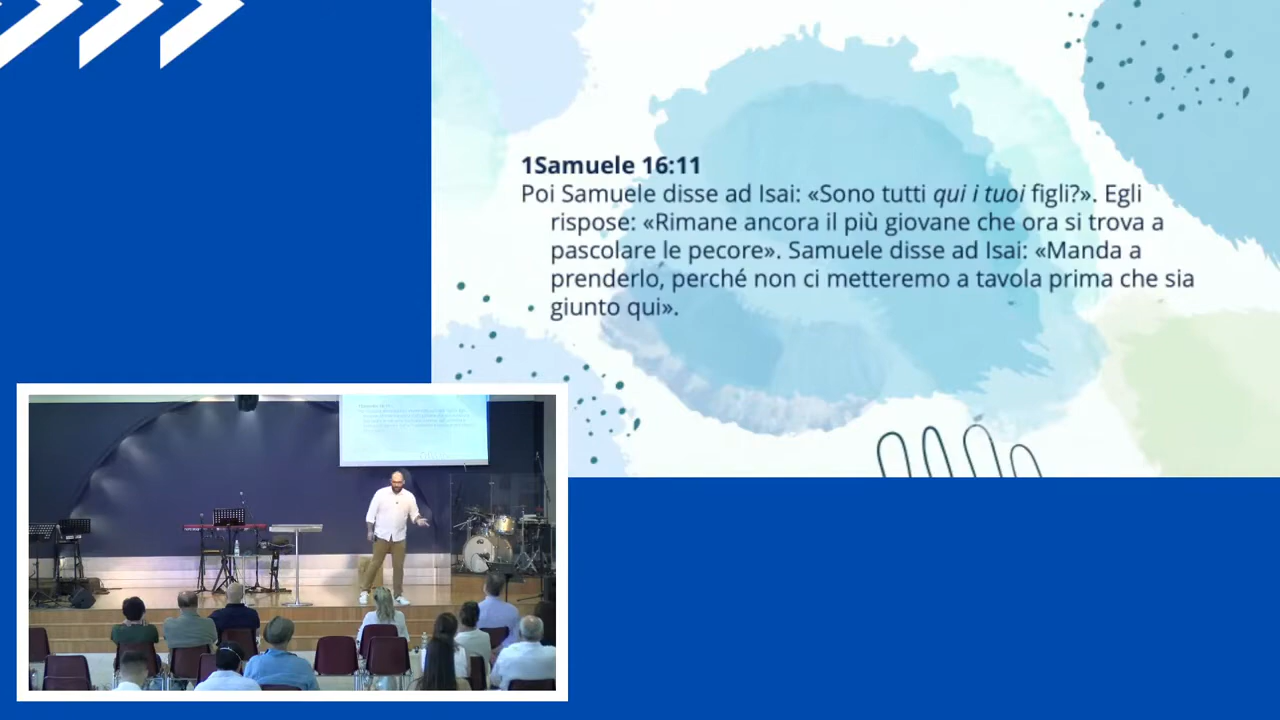 1Samuele 16:11
Poi Samuele disse ad Isai: «Sono tutti qui i tuoi figli?». Egli
rispose: «Rimane ancora il più giovane che ora si trova a
pascolare le pecore». Samuele disse ad Isai: «Manda a
prenderlo, perché non ci metteremo a tavola prima che sia
giunto qui».